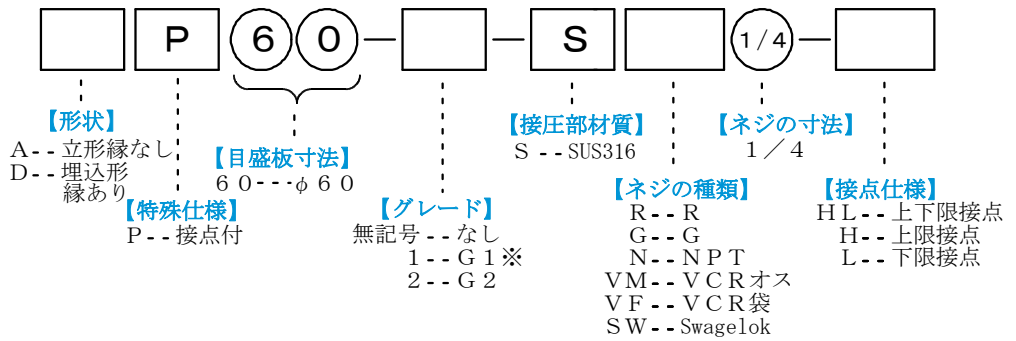 P 6 0 — — S 1/4 —
【形状】
A--立形縁なし
D--埋込形
縁あり
【特殊仕様】
P--接点付
【目盛板寸法】
60---φ60
【グレード】
無記号--なし
1--G1※
2--G2
【接圧部材質】
S--SUS316
【ネジの種類】
R--R
G--G
N--NPT
VM--VCRオス
VF--VCR袋
SW--Swagelok
【ネジの寸法】
1／4
【接点仕様】
HL--上下限接点
H--上限接点
L--下限接点